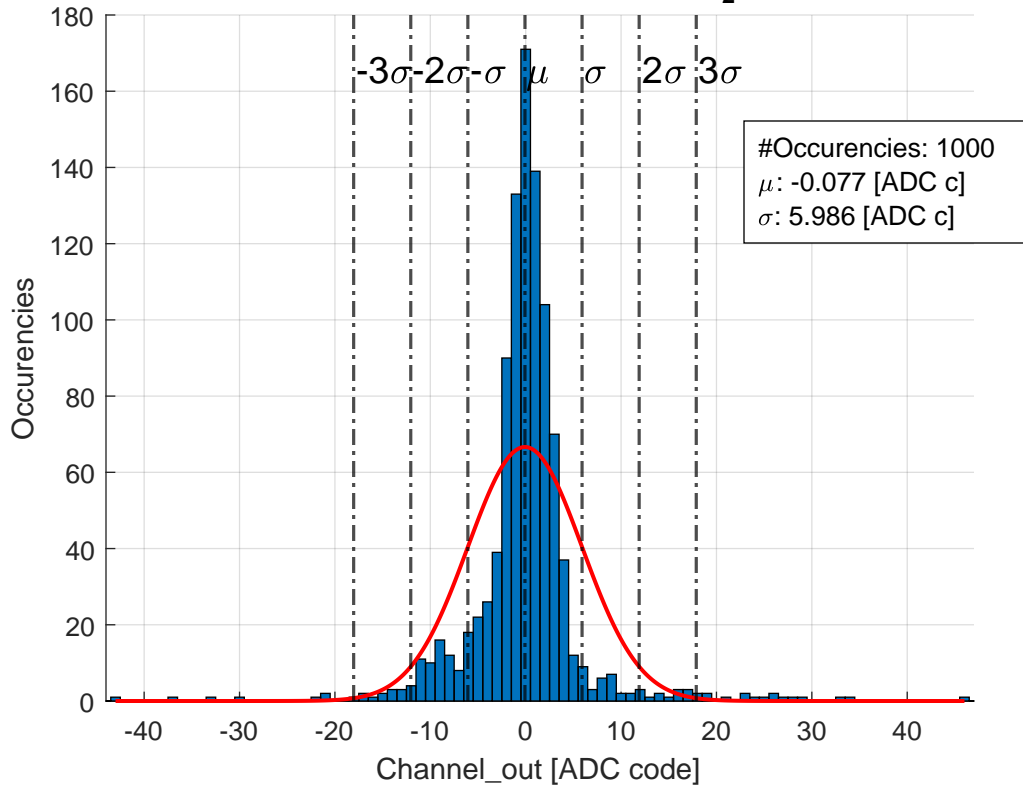 2
180
160
140
120
100
80
60
40
20
0
Occurencies
-3σ -2σ -σ μ σ 2σ 3σ
#Occurencies: 1000
μ: -0.077 [ADC c]
σ: 5.986 [ADC c]
-40 -30 -20 -10 0 10 20 30 40
Channel_out [ADC code]